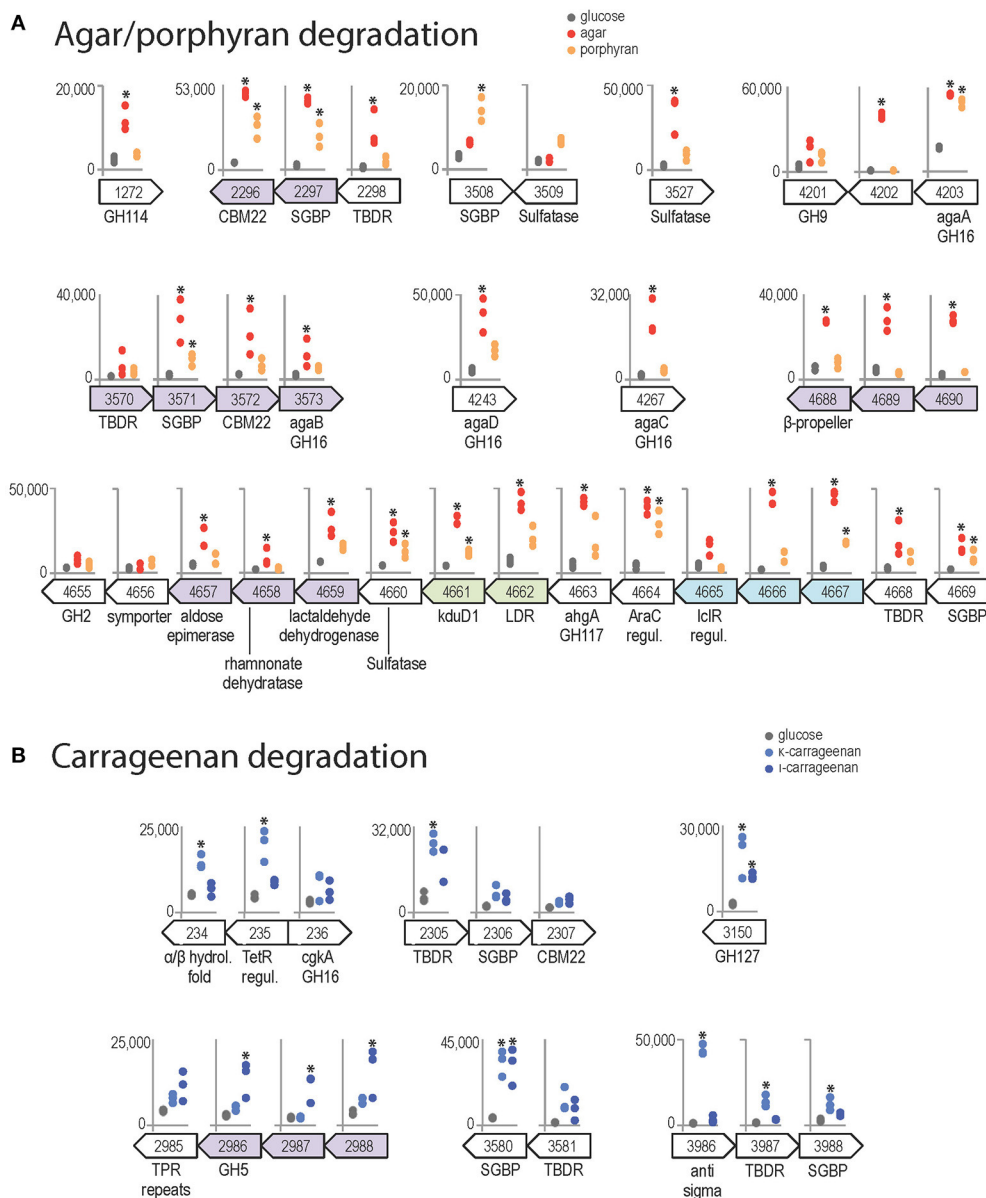 A Agar/porphyran degradation
glucose
agar
porphyran
20,000 53,000 20,000 50,000 60,000
* * * * * * * * * * *
0 0 0 0 0
1272 2296 2297 2298 3508 3509 3527 4201 4202 4203
GH114 CBM22 SGBP TBDR SGBP Sulfatase Sulfatase GH9 agaA
GH16
40,000 50,000 32,000 40,000
* * * * * * * * *
0 0 0 0
3570 3571 3572 3573 4243 4267 4688 4689 4690
TBDR SGBP CBM22 agaB agaD agaC β-propeller
GH16 GH16 GH16
50,000
* * * * * * * * * * * * * * * * * *
0
4655 4656 4657 4658 4659 4660 4661 4662 4663 4664 4665 4666 4667 4668 4669
GH2 symporter aldose lactaldehyde kduD1 LDR ahgA AraC IclR TBDR SGBP
epimerase dehydrogenase GH117 regul. regul.
rhamnonate Sulfatase
dehydratase
B Carrageenan degradation
glucose
κ-carrageenan
ι-carrageenan
25,000 32,000 30,000
* * * * *
0 0 0
234 235 236 2305 2306 2307 3150
α/β hydrol. TetR cgkA TBDR SGBP CBM22 GH127
fold regul. GH16
25,000 45,000 50,000
* * * * * * * *
0 0 0
2985 2986 2987 2988 3580 3581 3986 3987 3988
TPR GH5 SGBP TBDR anti TBDR SGBP
repeats sigma